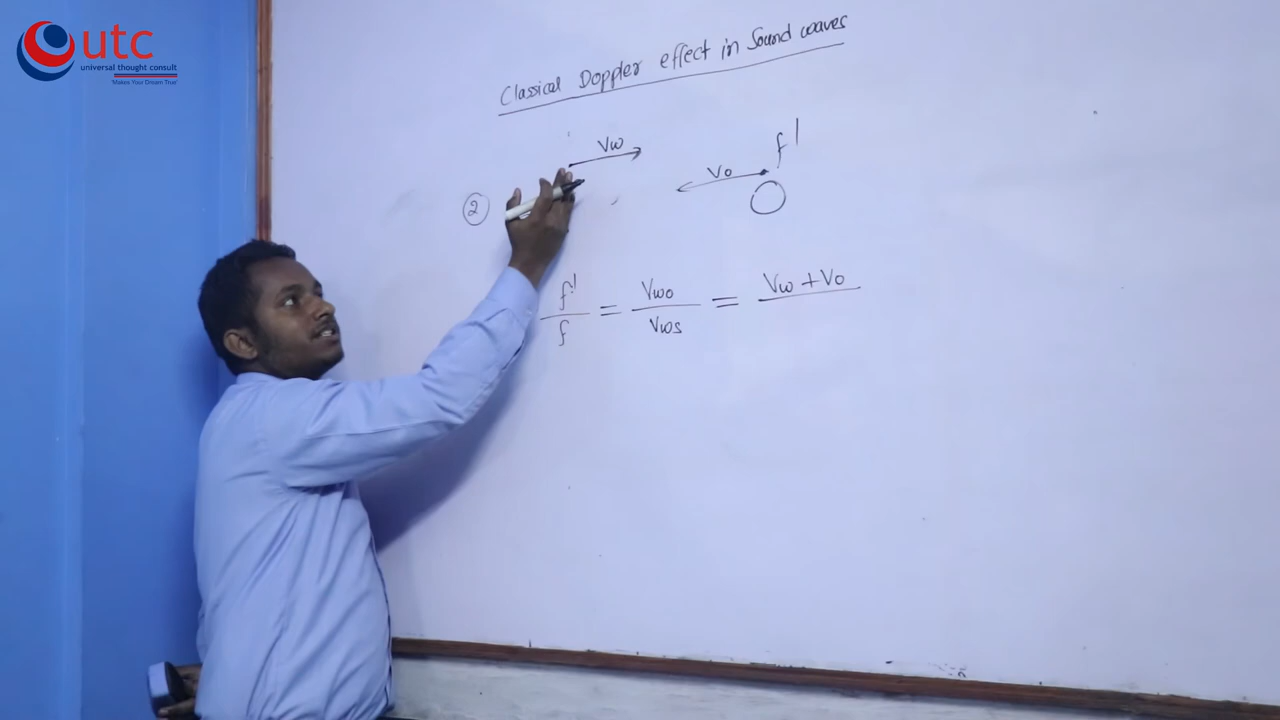 utc
universal thought consult
"Makes Your Dream True"
Classical Doppler effect in Sound waves
Vw
Vo
f'
2
f'/f = Vwo/Vws = Vw + Vo